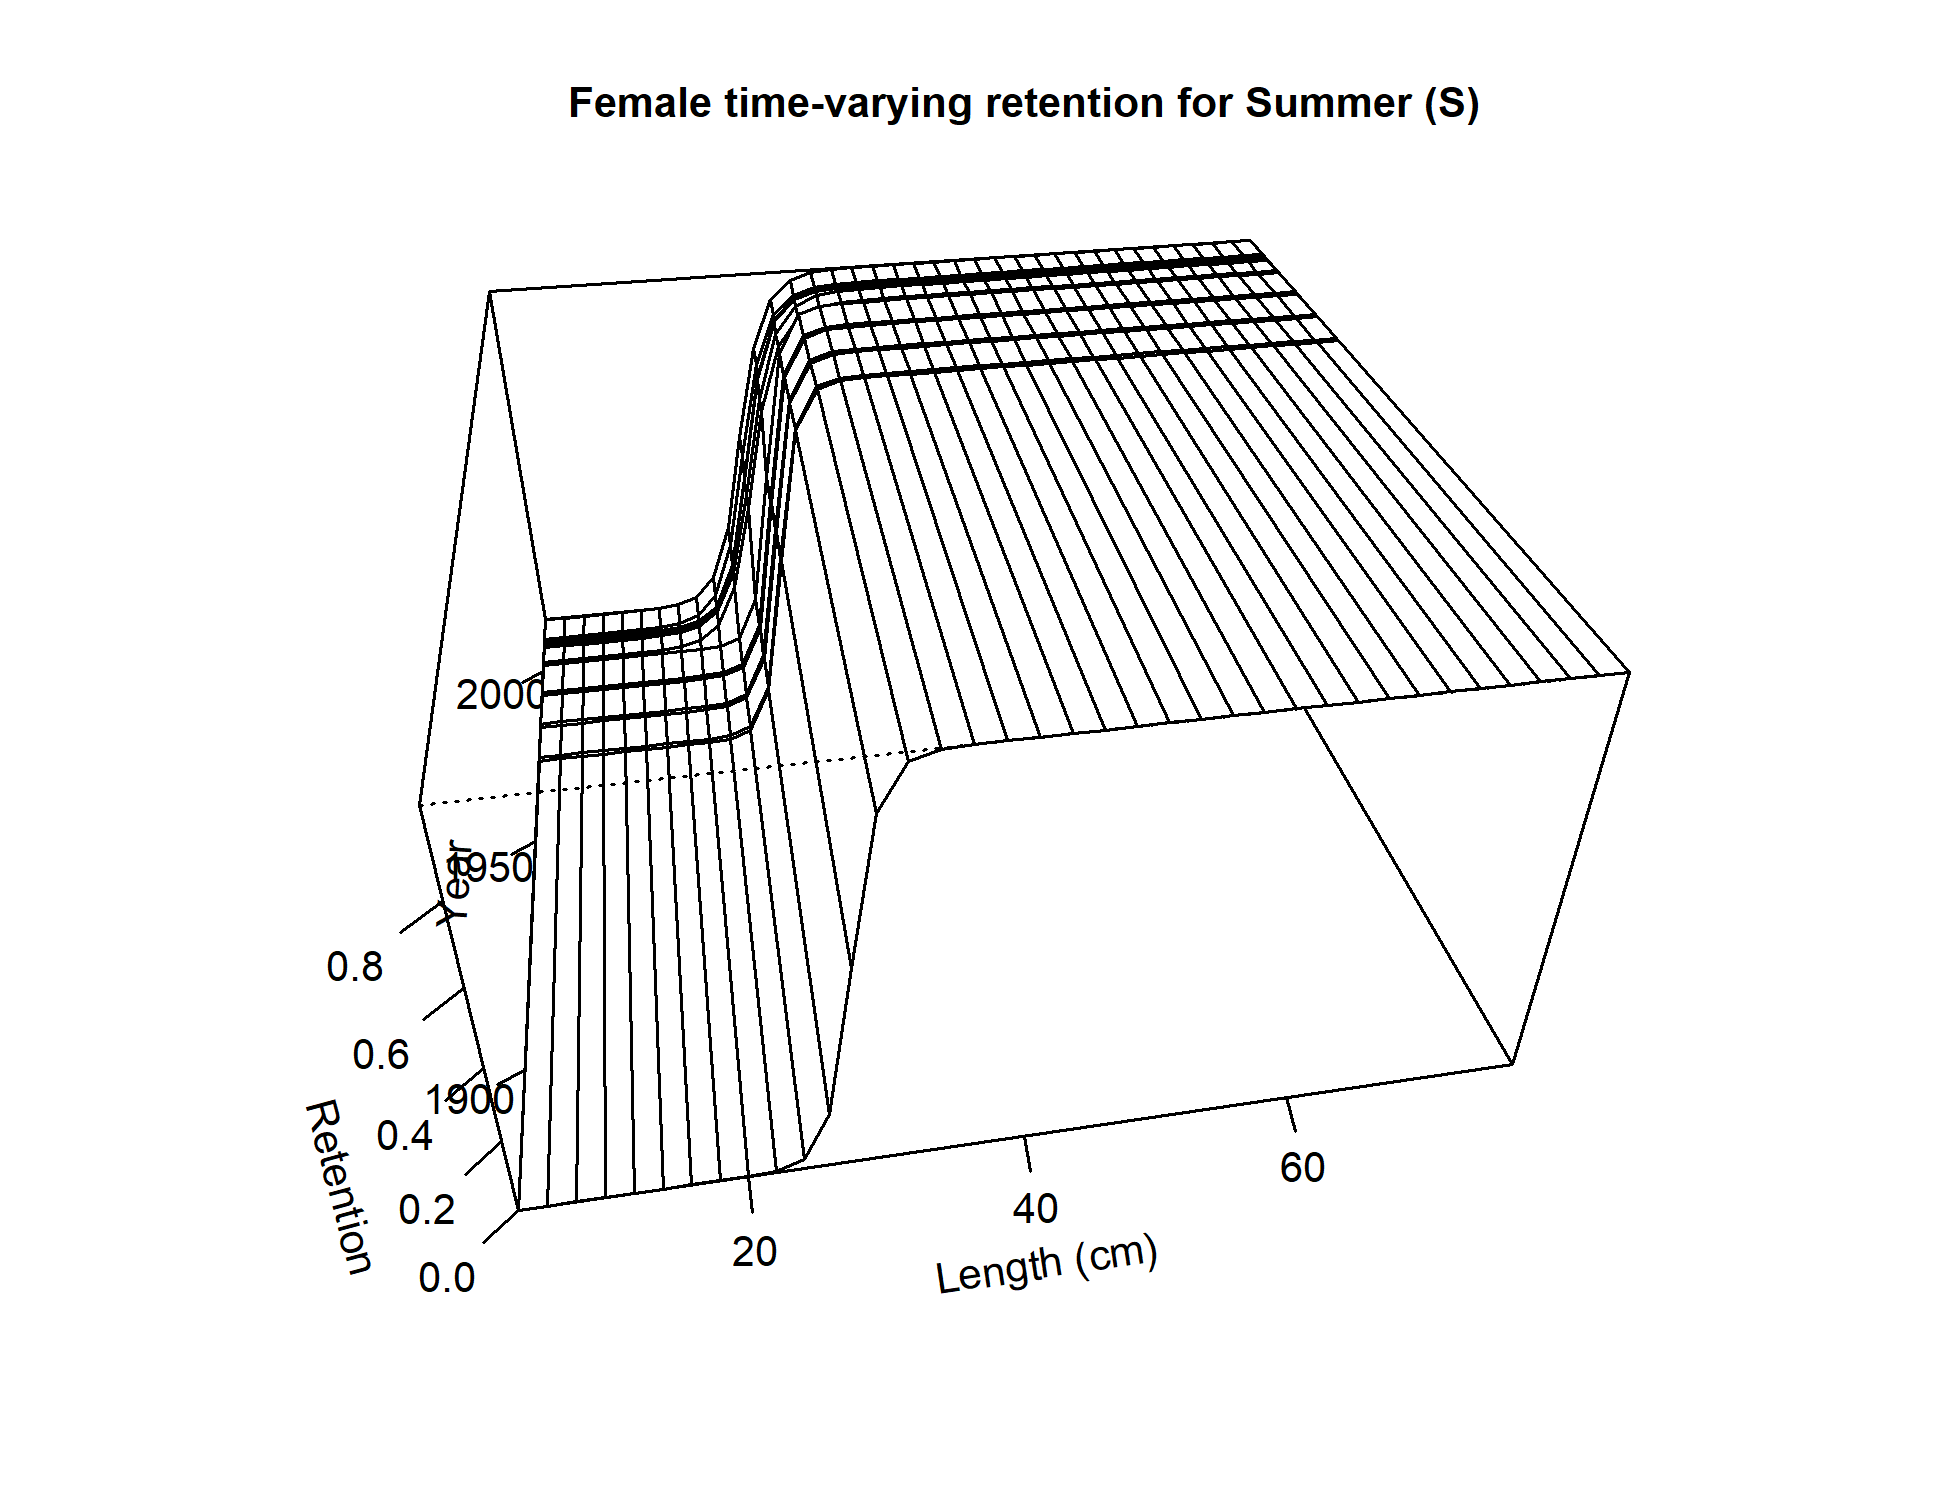 Female time-varying retention for Summer (S)
2000
1950
Year
0.8
0.6
1900
0.4
0.2
0.0
Retention
20
40
60
Length (cm)